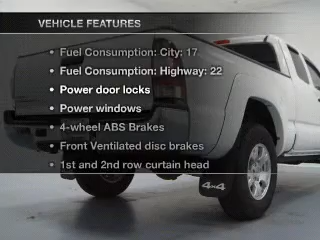 VEHICLE FEATURES
• Fuel Consumption: City: 17
• Fuel Consumption: Highway: 22
• Power door locks
• Power windows
• 4-wheel ABS Brakes
• Front Ventilated disc brakes
• 1st and 2nd row curtain head
4x4